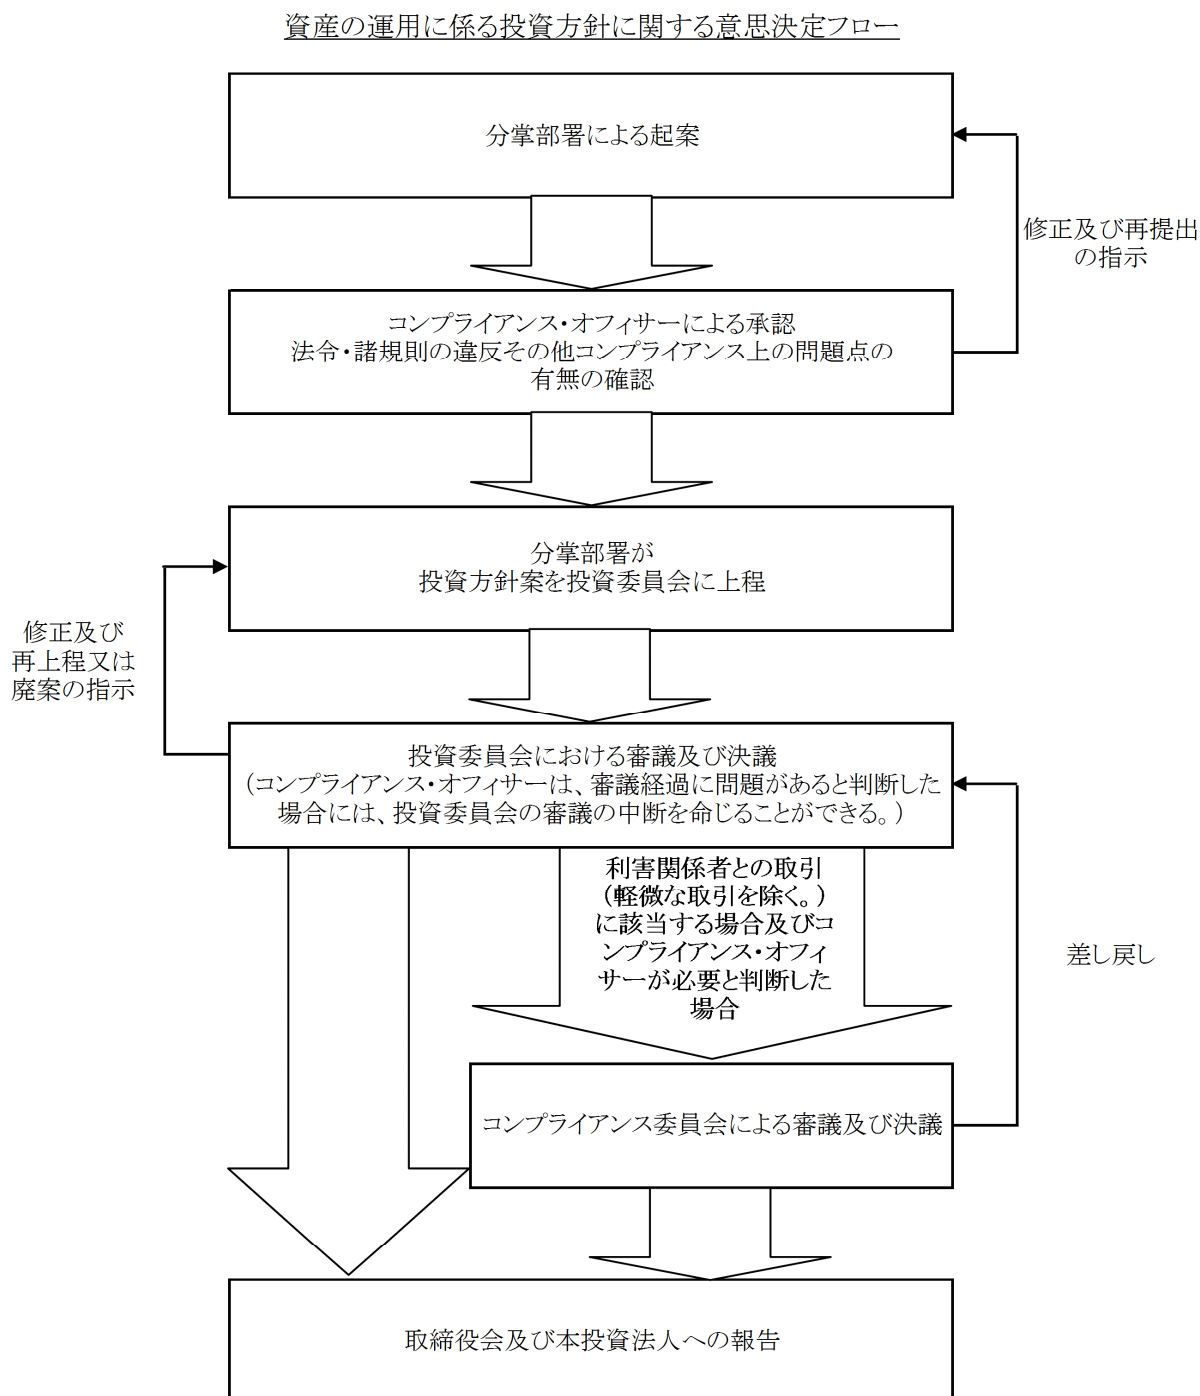 資産の運用に係る投資方針に関する意思決定フロー
分掌部署による起案
修正及び再提出
の指示
コンプライアンス・オフィサーによる承認
法令・諸規則の違反その他コンプライアンス上の問題点の
有無の確認
分掌部署が
投資方針案を投資委員会に上程
修正及び
再上程又は
廃案の指示
投資委員会における審議及び決議
（コンプライアンス・オフィサーは、審議経過に問題があると判断した
場合には、投資委員会の審議の中断を命じることができる。）
利害関係者との取引
（軽微な取引を除く。）
に該当する場合及びコ
ンプライアンス・オフィ
サーが必要と判断した
場合
差し戻し
コンプライアンス委員会による審議及び決議
取締役会及び本投資法人への報告